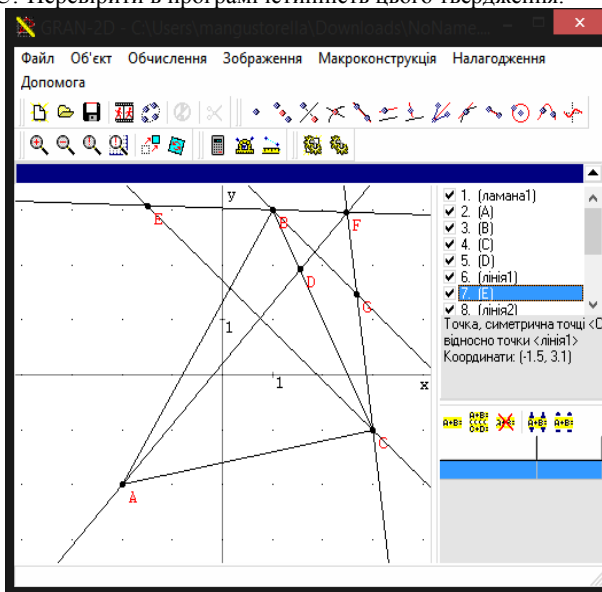 5. Перевірити в програмі істинність цього твердження.
GRAN-2D - C:\Users\mangustorella\Downloads\NoName...
Файл Об'єкт Обчислення Зображення Макроконструкція Налагодження
Допомога
y
E B F
D
G
1
1 x
C
A
1. (ламана1)
2. (A)
3. (B)
4. (C)
5. (D)
6. (лінія1)
7. (E)
8. (лінія2)
Точка, симетрична точці <C
відносно точки <лінія1>
Координати: (-1.5, 3.1)